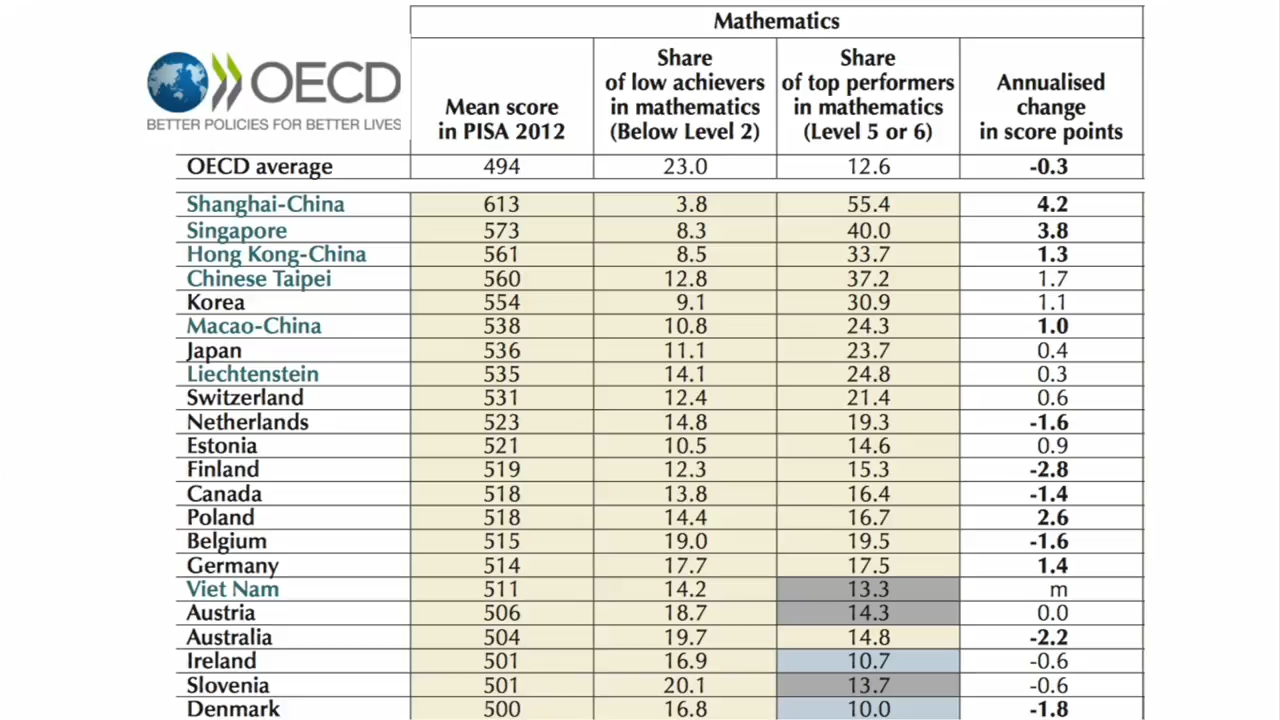 Mathematics
OECD
BETTER POLICIES FOR BETTER LIVES
Mean score
in PISA 2012
Share
of low achievers
in mathematics
(Below Level 2)
Share
of top performers
in mathematics
(Level 5 or 6)
Annualised
change
in score points
OECD average 494 23.0 12.6 -0.3
Shanghai-China 613 3.8 55.4 4.2
Singapore 573 8.3 40.0 3.8
Hong Kong-China 561 8.5 33.7 1.3
Chinese Taipei 560 12.8 37.2 1.7
Korea 554 9.1 30.9 1.1
Macao-China 538 10.8 24.3 1.0
Japan 536 11.1 23.7 0.4
Liechtenstein 535 14.1 24.8 0.3
Switzerland 531 12.4 21.4 0.6
Netherlands 523 14.8 19.3 -1.6
Estonia 521 10.5 14.6 0.9
Finland 519 12.3 15.3 -2.8
Canada 518 13.8 16.4 -1.4
Poland 518 14.4 16.7 2.6
Belgium 515 19.0 19.5 -1.6
Germany 514 17.7 17.5 1.4
Viet Nam 511 14.2 13.3 m
Austria 506 18.7 14.3 0.0
Australia 504 19.7 14.8 -2.2
Ireland 501 16.9 10.7 -0.6
Slovenia 501 20.1 13.7 -0.6
Denmark 500 16.8 10.0 -1.8